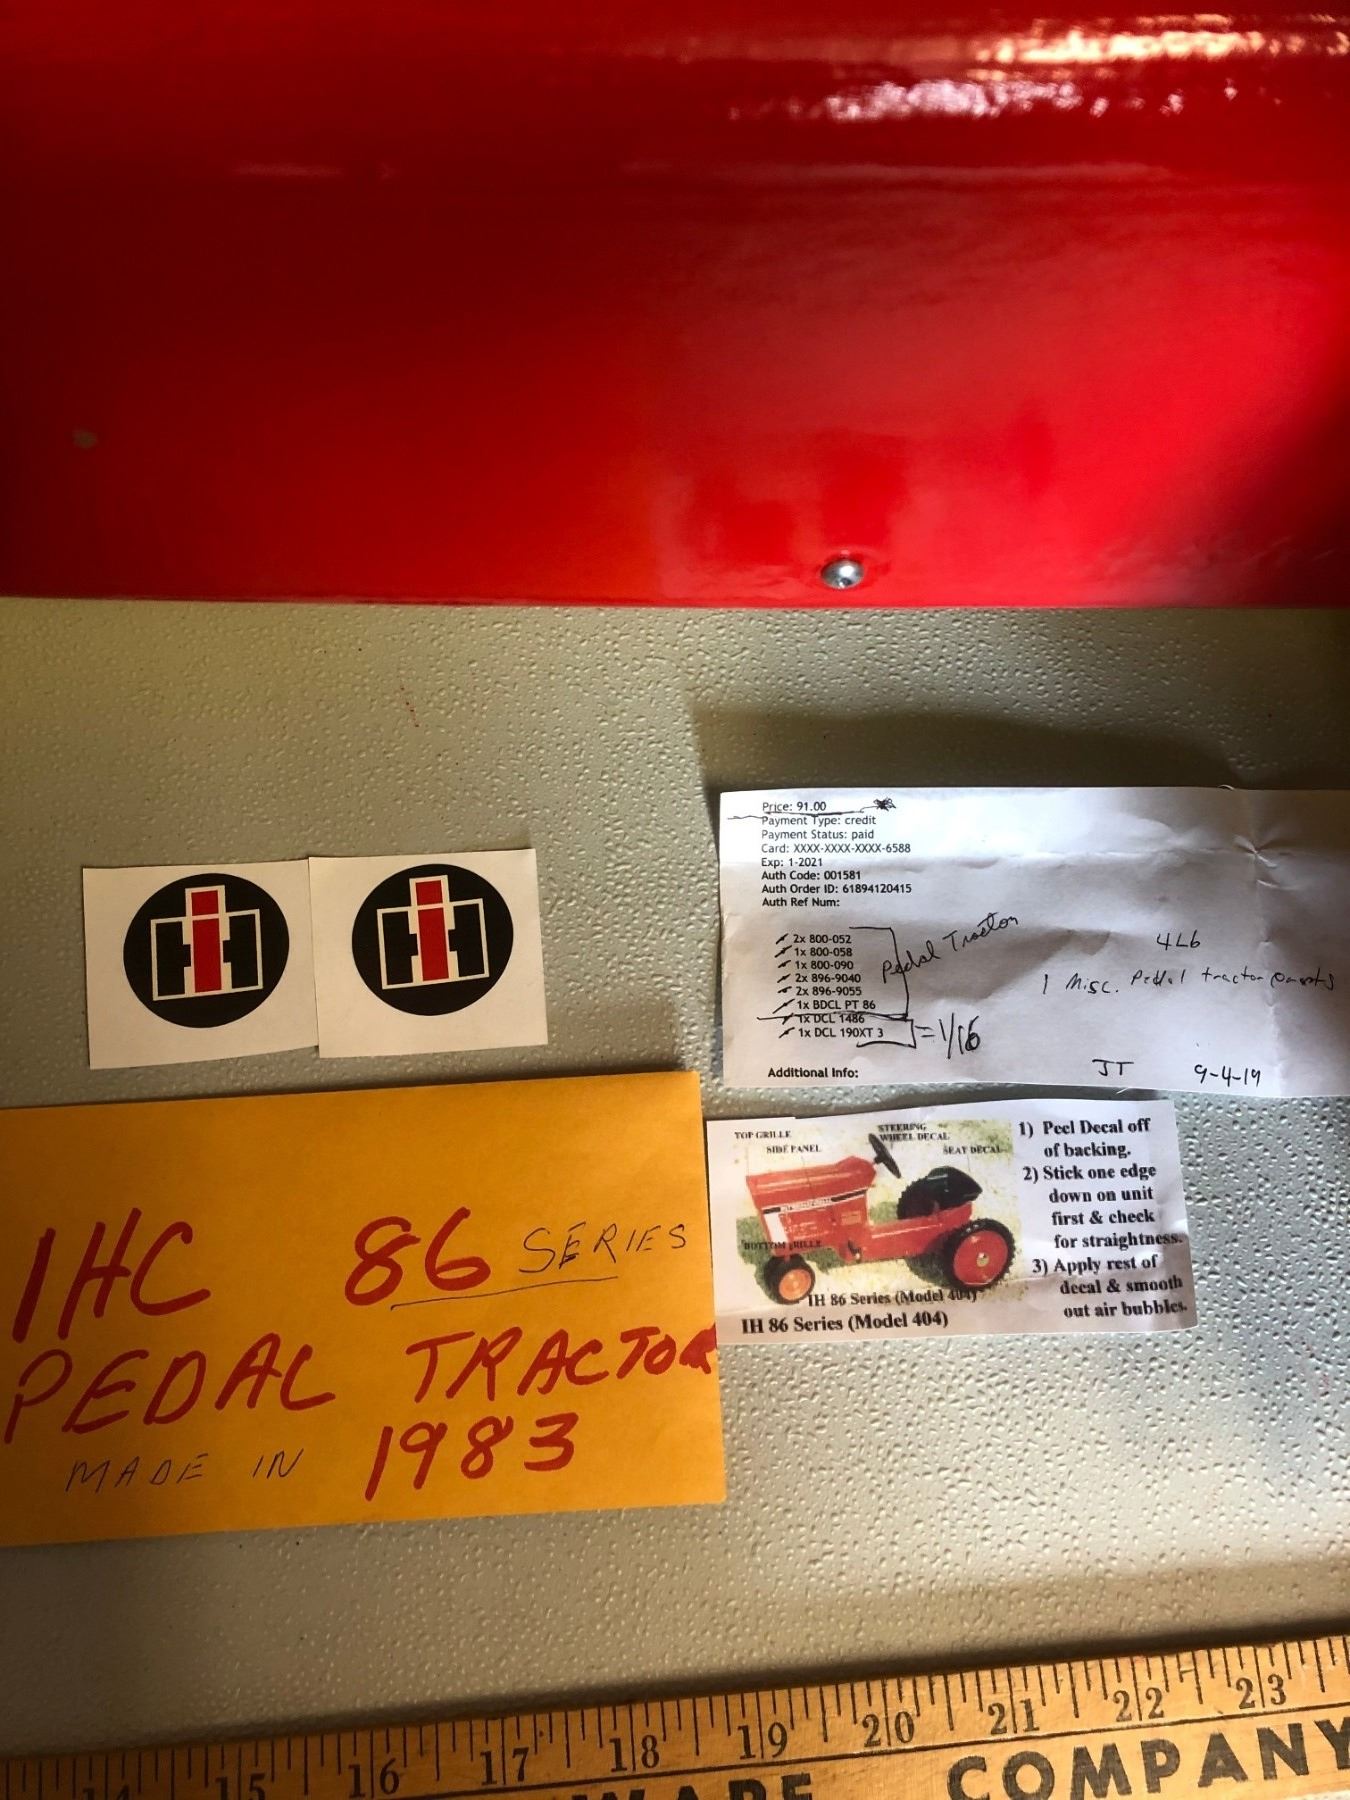 Price: 91.00
Payment Type: credit
Payment Status: paid
Card: XXXX-XXXX-XXXX-6588
Exp: 1-2021
Auth Code: 001581
Auth Order ID: 61894120415
Auth Ref Num:
2x 800-052
1x 800-058
1x 800-090
2x 896-9040
2x 896-9055
1x BDCL PT 86
1x DCL 1486
1x DCL 190XT 3
Pedal Tractor
= 1/16
4Lb
1 Misc. Pedal tractor parts
Additional Info:
JT 9-4-19
IH
IH
IHC 86 SERIES
PEDAL TRACTOR
MADE IN 1983
TOP GRILLE
SIDE PANEL
STEERING
WHEEL DECAL
SEAT DECAL
BOTTOM GRILLE
IH 86 Series (Model 404)
IH 86 Series (Model 404)
1) Peel Decal off
of backing.
2) Stick one edge
down on unit
first & check
for straightness.
3) Apply rest of
decal & smooth
out air bubbles.
14 15 16 17 18 19 20 21 22 23
WARE COMPANY